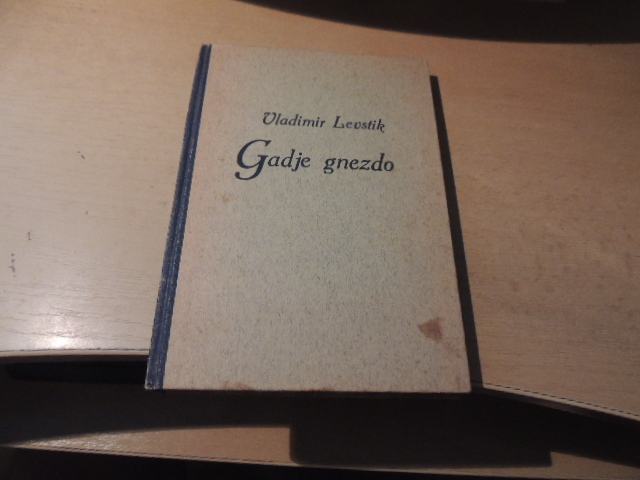 Vladimir Levstik
Gadje gnezdo